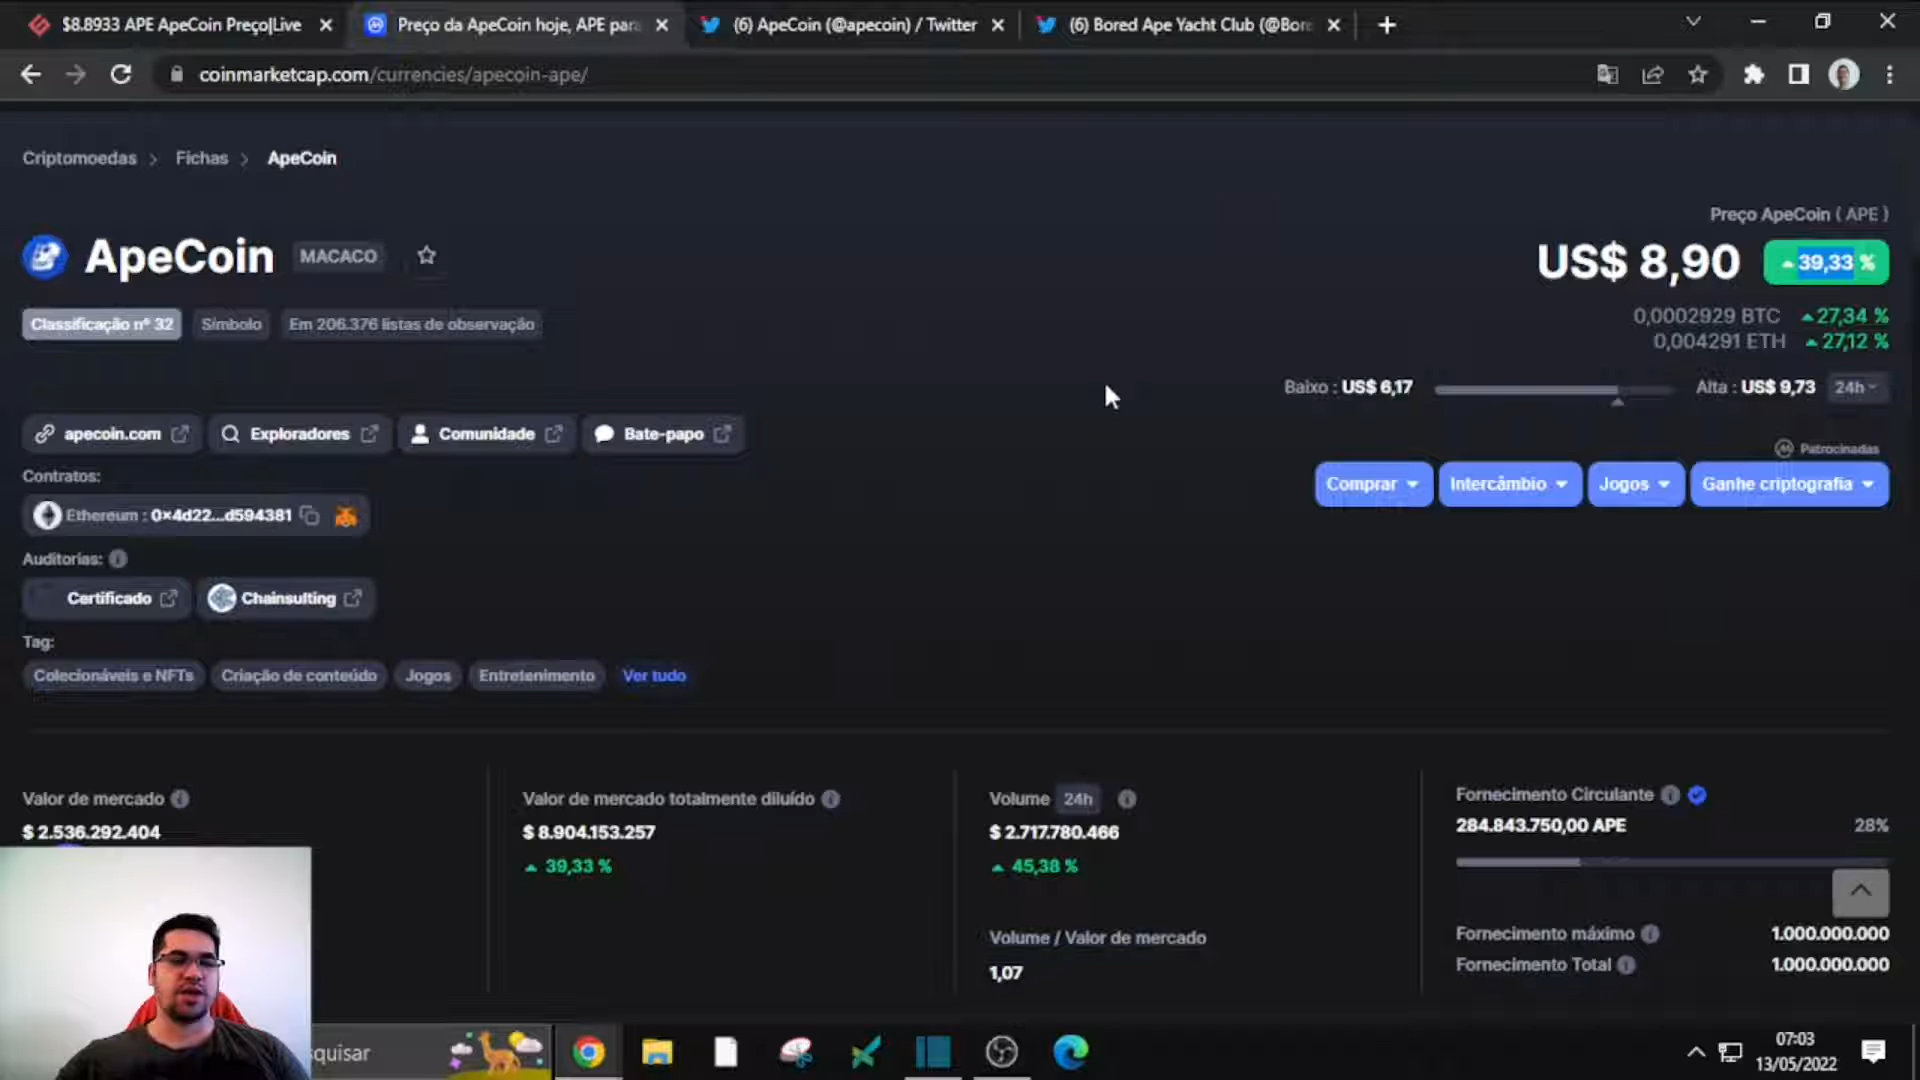 $8.8933 APE ApeCoin Preço|Live
Preço da ApeCoin hoje, APE para
(6) ApeCoin (@apecoin) / Twitter
(6) Bored Ape Yacht Club (@Bore
coinmarketcap.com/currencies/apecoin-ape/
Criptomoedas > Fichas > ApeCoin
Preço ApeCoin ( APE )
ApeCoin MACACO
US$ 8,90 39,33 %
Classificação nº 32 Símbolo Em 206.376 listas de observação
0,0002929 BTC 27,34 %
0,004291 ETH 27,12 %
Baixo : US$ 6,17 Alta : US$ 9,73 24h
apecoin.com Exploradores Comunidade Bate-papo
Patrocinadas
Contratos:
Comprar Intercâmbio Jogos Ganhe criptografia
Ethereum : 0x4d22...d594381
Auditorias:
Certificado Chainsulting
Tag:
Colecionáveis e NFTs Criação de conteúdo Jogos Entretenimento Ver tudo
Valor de mercado
$ 2.536.292.404
Valor de mercado totalmente diluído
$ 8.904.153.257
39,33 %
Volume 24h
$ 2.717.780.466
45,38 %
Volume / Valor de mercado
1,07
Fornecimento Circulante
284.843.750,00 APE 28%
Fornecimento máximo 1.000.000.000
Fornecimento Total 1.000.000.000
squisar
07:03
13/05/2022